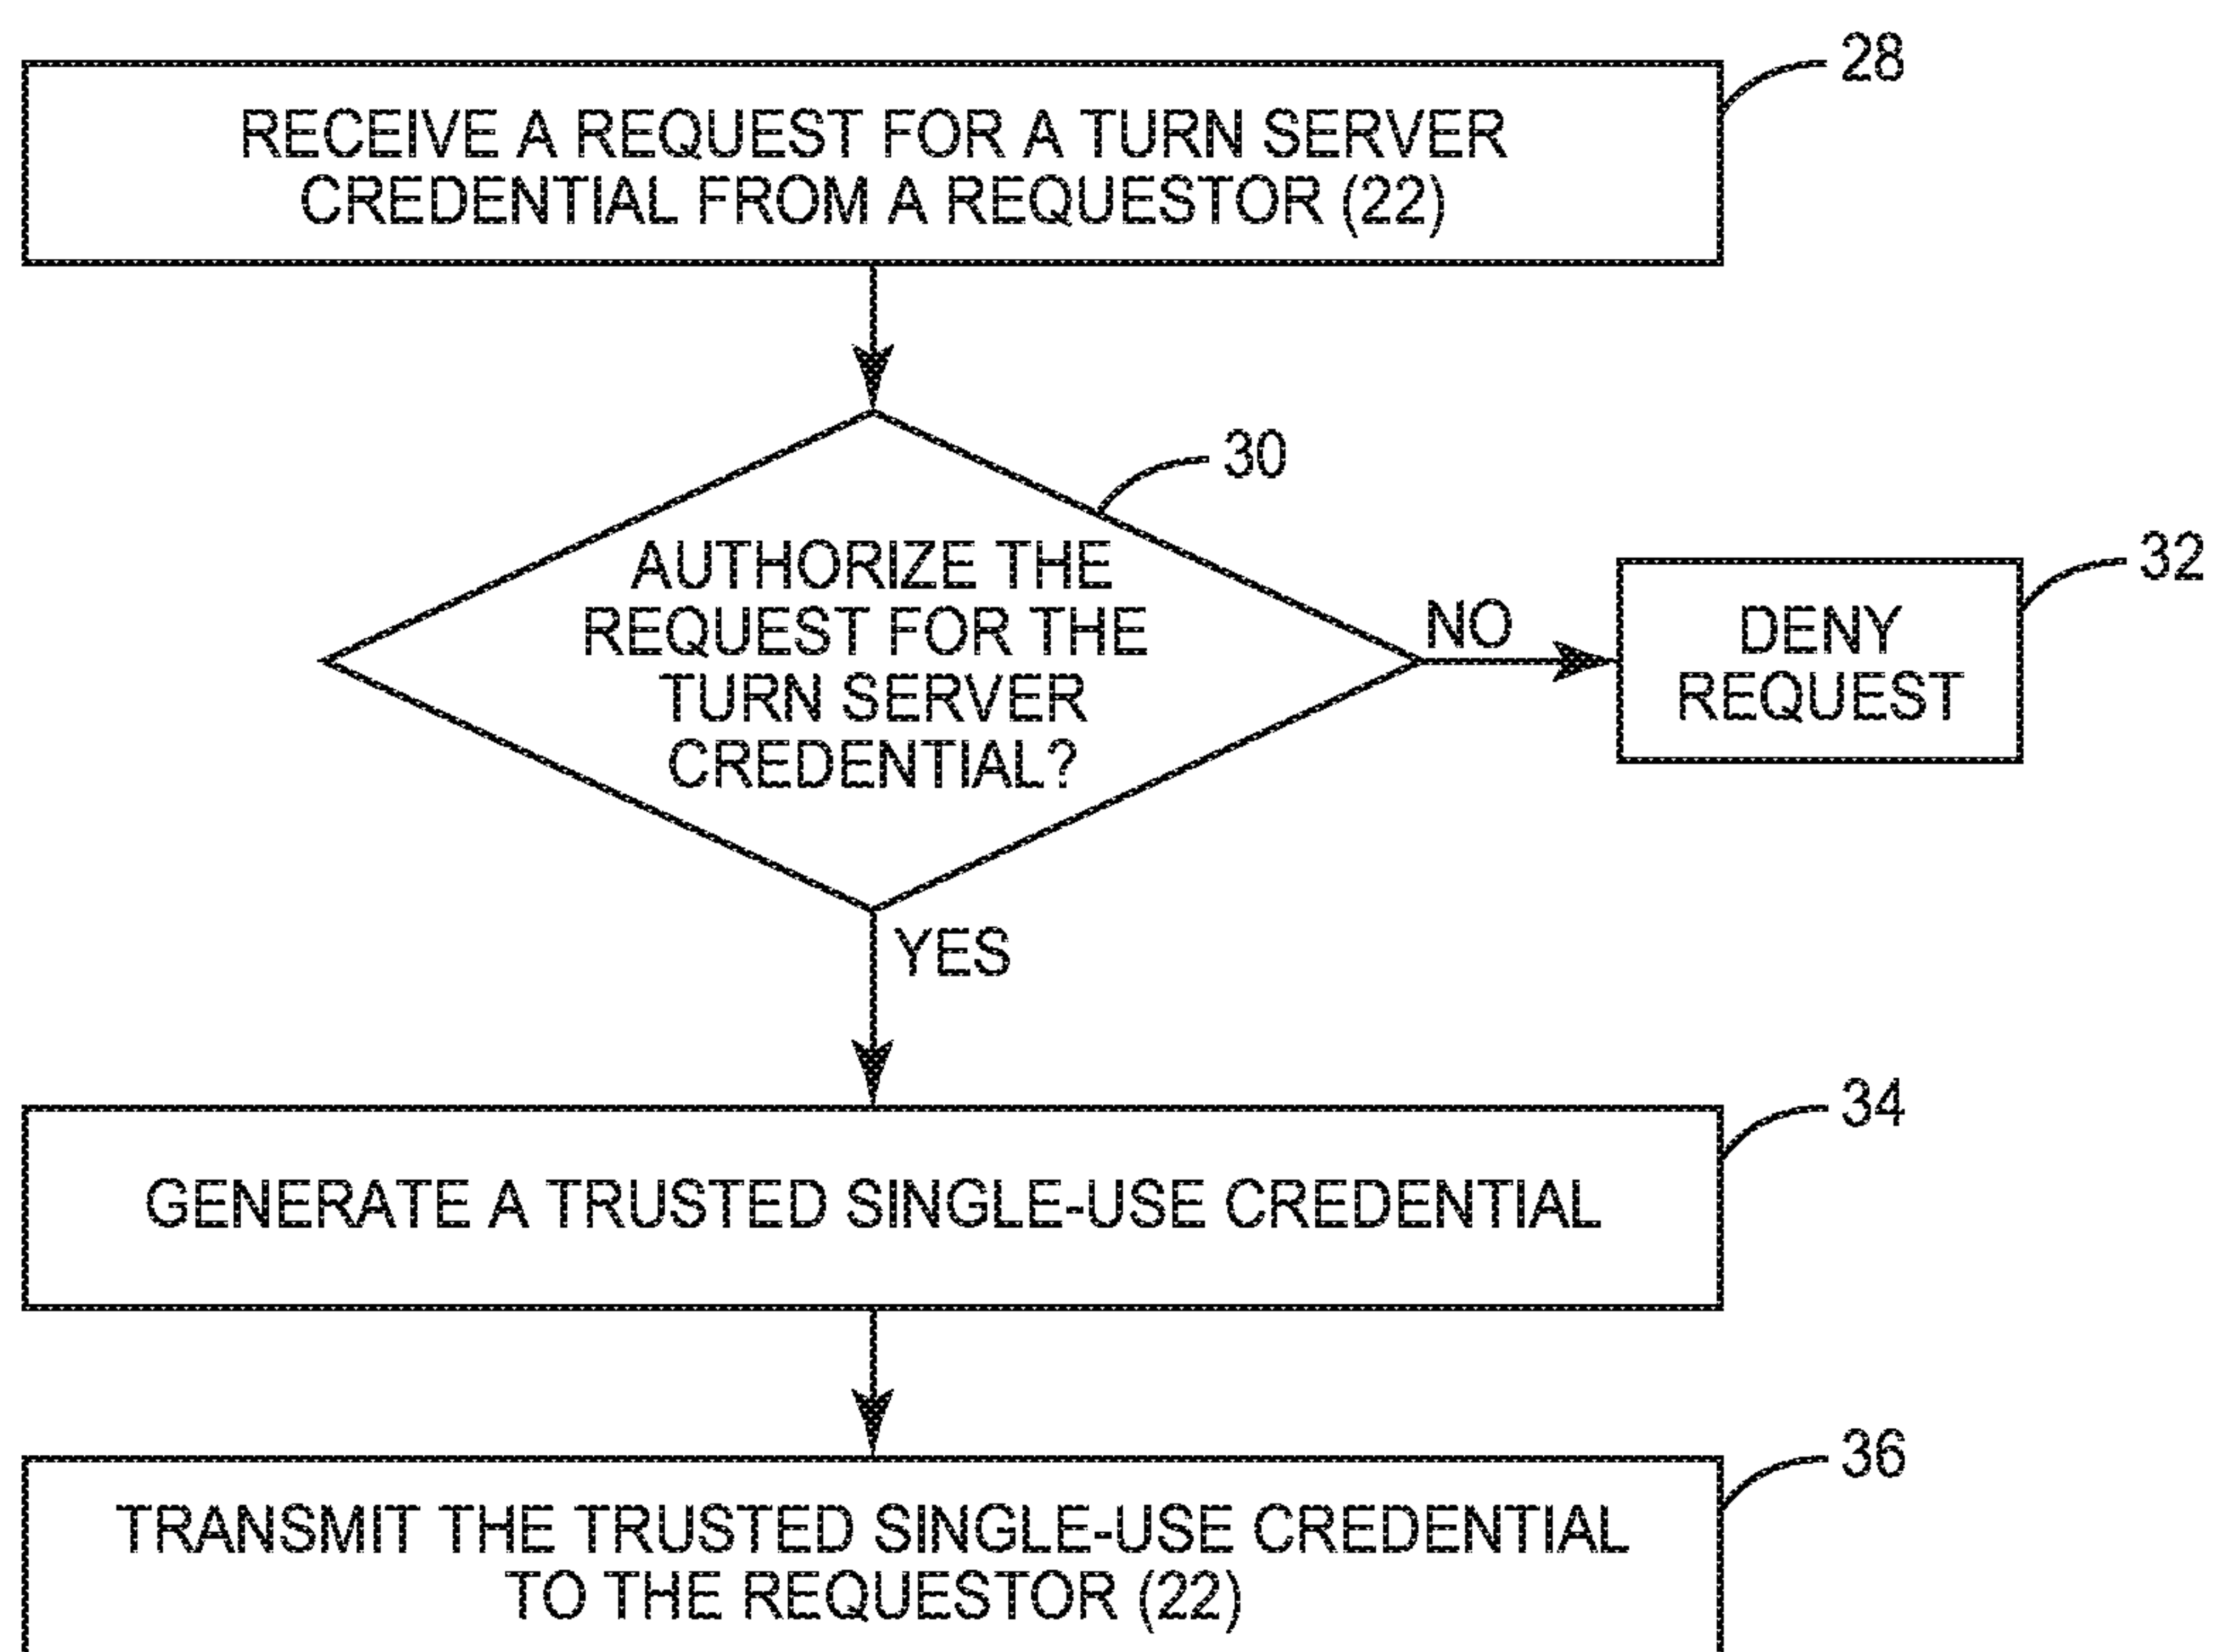 28
RECEIVE A REQUEST FOR A TURN SERVER
CREDENTIAL FROM A REQUESTOR (22)
30
AUTHORIZE THE
REQUEST FOR THE
TURN SERVER
CREDENTIAL?
NO
32
DENY
REQUEST
YES
34
GENERATE A TRUSTED SINGLE-USE CREDENTIAL
36
TRANSMIT THE TRUSTED SINGLE-USE CREDENTIAL
TO THE REQUESTOR (22)